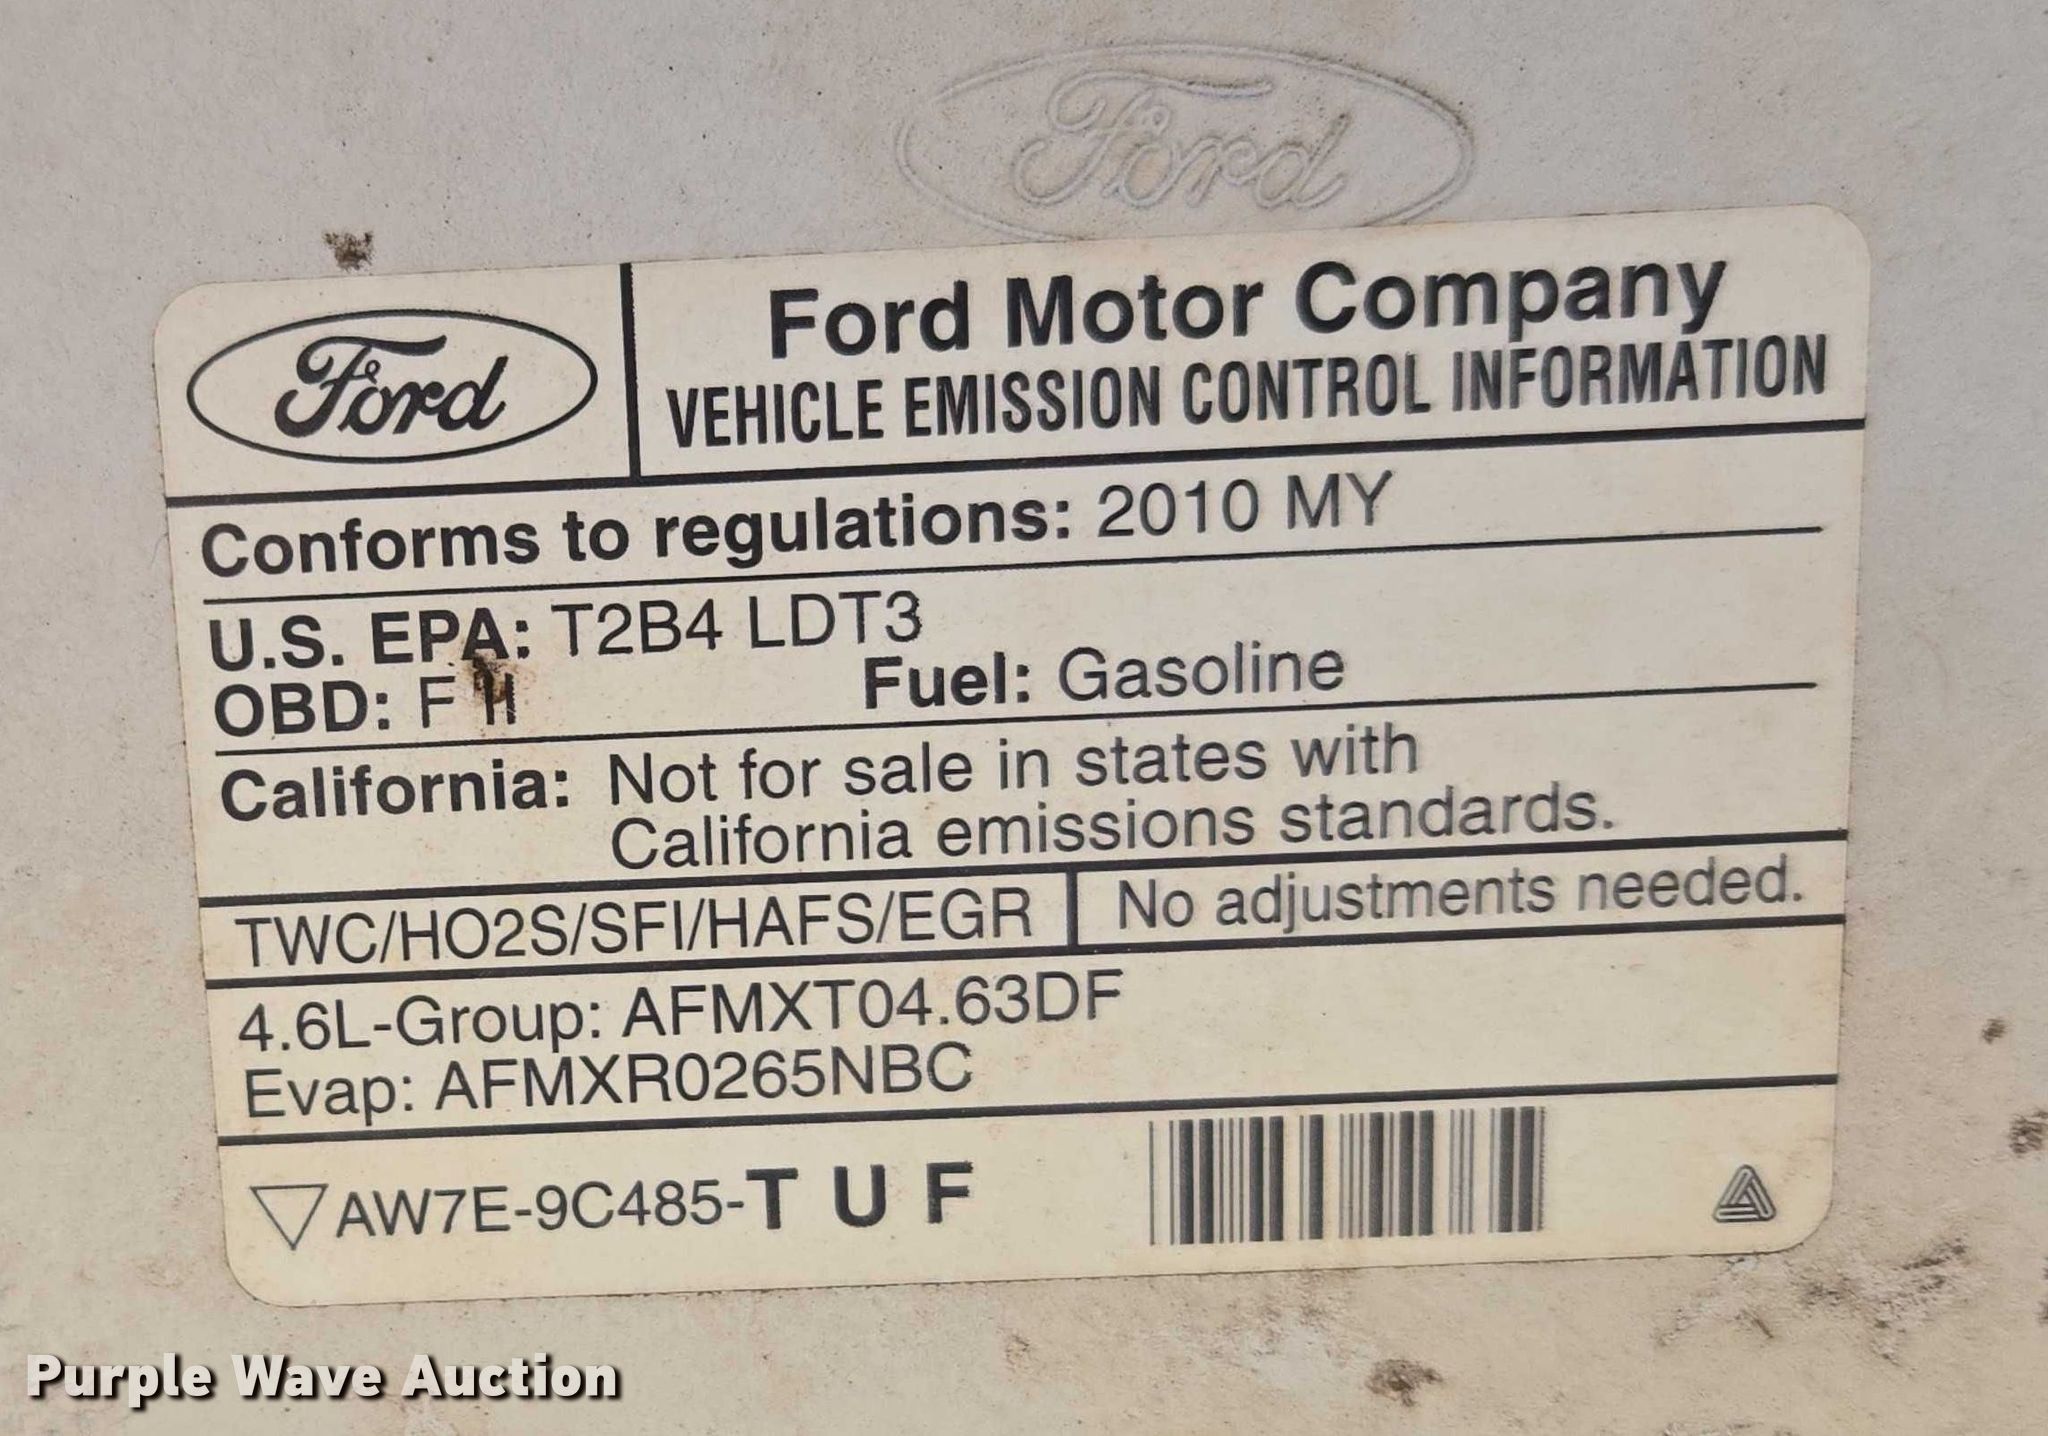 Ford
Ford
Ford Motor Company
VEHICLE EMISSION CONTROL INFORMATION
Conforms to regulations: 2010 MY
U.S. EPA: T2B4 LDT3
OBD: F II Fuel: Gasoline
California: Not for sale in states with
California emissions standards.
TWC/HO2S/SFI/HAFS/EGR No adjustments needed.
4.6L-Group: AFMXT04.63DF
Evap: AFMXR0265NBC
AW7E-9C485-T U F
Purple Wave Auction